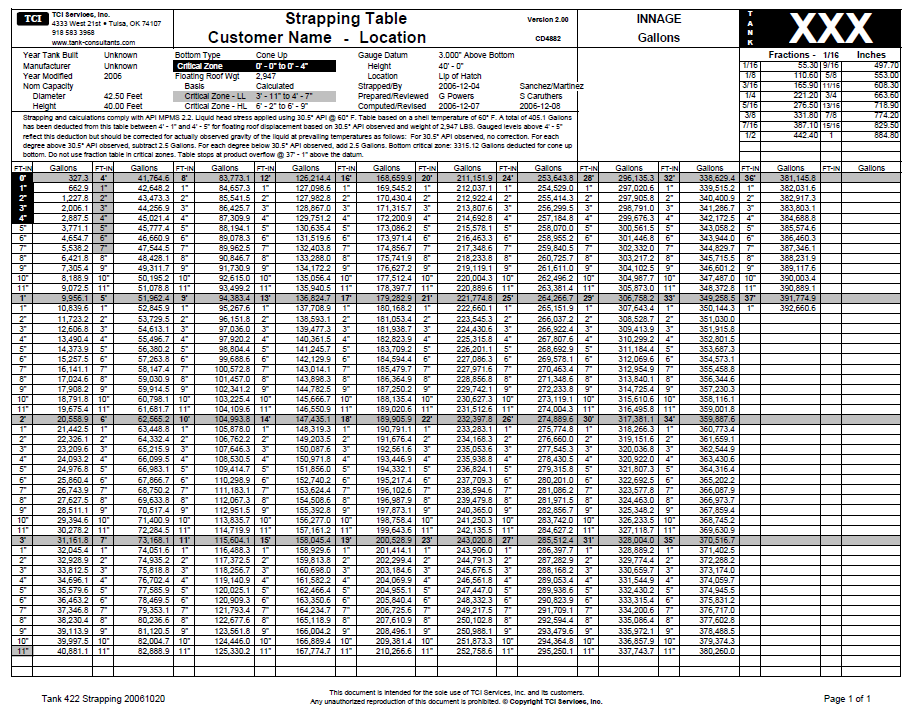 TCI
TCI Services, Inc.
4333 West 21st • Tulsa, OK 74107
918 583 3968
www.tank-consultants.com
Strapping Table
Customer Name - Location
Version 2.00
CD4882
INNAGE
Gallons
TANK
XXX
Year Tank Built Unknown Bottom Type Cone Up Gauge Datum 3.000" Above Bottom
Manufacturer Unknown Critical Zone 0' - 0" to 0' - 4" Height 40' - 0"
Year Modified 2006 Floating Roof Wgt 2,947 Location Lip of Hatch
Nom Capacity Basis Calculated Strapped/By 2006-12-04 Sanchez/Martinez
Diameter 42.50 Feet Critical Zone - LL 3' - 11" to 4' - 7" Prepared/Reviewed G Powers S Caruthers
Height 40.00 Feet Critical Zone - HL 6' - 2" to 6' - 9" Computed/Revised 2006-12-07 2006-12-08
Fractions - 1/16 Inches
1/16 55.30 9/16 497.70
1/8 110.60 5/8 553.00
3/16 165.90 11/16 608.30
1/4 221.20 3/4 663.60
5/16 276.50 13/16 718.90
3/8 331.80 7/8 774.20
7/16 387.10 15/16 829.50
1/2 442.40 1 884.80
Strapping and calculations comply with API MPMS 2.2. Liquid head stress applied using 30.5° API @ 60° F. Table based on a shell temperature of 60° F. A total of 405.1 Gallons
has been deducted from this table between 4' - 1" and 4' - 5" for floating roof displacement based on 30.5° API observed and weight of 2,947 LBS. Gauged levels above 4' - 5"
reflect this deduction but should be corrected for actually observed gravity of the liquid at prevailing temperatures as follows: For 30.5° API observed, no correction. For each
degree above 30.5° API observed, subtract 2.5 Gallons. For each degree below 30.5° API observed, add 2.5 Gallons. Bottom critical zone: 3315.12 Gallons deducted for cone up
bottom. Do not use fraction table in critical zones. Table stops at product overflow @ 37' - 1" above the datum.
FT-IN Gallons FT-IN Gallons FT-IN Gallons FT-IN Gallons FT-IN Gallons FT-IN Gallons FT-IN Gallons FT-IN Gallons FT-IN Gallons FT-IN Gallons FT-IN Gallons
0" 327.3 4' 41,764.6 8' 83,773.1 12' 126,214.4 16' 168,659.9 20' 211,151.9 24' 253,643.8 28' 296,135.3 32' 338,629.4 36' 381,145.8
1" 662.9 1" 42,648.2 1" 84,657.3 1" 127,098.6 1" 169,545.2 1" 212,037.1 1" 254,529.0 1" 297,020.6 1" 339,515.2 1" 382,031.6
2" 1,227.8 2" 43,473.3 2" 85,541.5 2" 127,982.8 2" 170,430.4 2" 212,922.4 2" 255,414.3 2" 297,905.8 2" 340,400.9 2" 382,917.3
3" 2,006.1 3" 44,256.9 3" 86,425.7 3" 128,867.0 3" 171,315.7 3" 213,807.6 3" 256,299.5 3" 298,791.0 3" 341,286.7 3" 383,803.1
4" 2,887.5 4" 45,021.4 4" 87,309.9 4" 129,751.2 4" 172,200.9 4" 214,692.8 4" 257,184.8 4" 299,676.3 4" 342,172.5 4" 384,688.8
5" 3,771.1 5" 45,777.4 5" 88,194.1 5" 130,635.4 5" 173,086.2 5" 215,578.1 5" 258,070.0 5" 300,561.5 5" 343,058.2 5" 385,574.6
6" 4,654.7 6" 46,660.9 6" 89,078.3 6" 131,519.6 6" 173,971.4 6" 216,463.3 6" 258,955.2 6" 301,446.8 6" 343,944.0 6" 386,460.3
7" 5,538.2 7" 47,544.5 7" 89,962.5 7" 132,403.8 7" 174,856.7 7" 217,348.6 7" 259,840.5 7" 302,332.0 7" 344,829.7 7" 387,346.1
8" 6,421.8 8" 48,428.1 8" 90,846.7 8" 133,288.0 8" 175,741.9 8" 218,233.8 8" 260,725.7 8" 303,217.2 8" 345,715.5 8" 388,231.9
9" 7,305.4 9" 49,311.7 9" 91,730.9 9" 134,172.2 9" 176,627.2 9" 219,119.1 9" 261,611.0 9" 304,102.5 9" 346,601.2 9" 389,117.6
10" 8,188.9 10" 50,195.2 10" 92,615.0 10" 135,056.4 10" 177,512.4 10" 220,004.3 10" 262,496.2 10" 304,987.7 10" 347,487.0 10" 390,003.4
11" 9,072.5 11" 51,078.8 11" 93,499.2 11" 135,940.5 11" 178,397.7 11" 220,889.6 11" 263,381.4 11" 305,873.0 11" 348,372.8 11" 390,889.1
1' 9,956.1 5' 51,962.4 9' 94,383.4 13' 136,824.7 17' 179,282.9 21' 221,774.8 25' 264,266.7 29' 306,758.2 33' 349,258.5 37' 391,774.9
1" 10,839.6 1" 52,845.9 1" 95,267.6 1" 137,708.9 1" 180,168.2 1" 222,660.1 1" 265,151.9 1" 307,643.4 1" 350,144.3 1" 392,660.6
2" 11,723.2 2" 53,729.5 2" 96,151.8 2" 138,593.1 2" 181,053.4 2" 223,545.3 2" 266,037.2 2" 308,528.7 2" 351,030.0
3" 12,606.8 3" 54,613.1 3" 97,036.0 3" 139,477.3 3" 181,938.7 3" 224,430.6 3" 266,922.4 3" 309,413.9 3" 351,915.8
4" 13,490.4 4" 55,496.7 4" 97,920.2 4" 140,361.5 4" 182,823.9 4" 225,315.8 4" 267,807.6 4" 310,299.2 4" 352,801.5
5" 14,373.9 5" 56,380.2 5" 98,804.4 5" 141,245.7 5" 183,709.2 5" 226,201.1 5" 268,692.9 5" 311,184.4 5" 353,687.3
6" 15,257.5 6" 57,263.8 6" 99,688.6 6" 142,129.9 6" 184,594.4 6" 227,086.3 6" 269,578.1 6" 312,069.6 6" 354,573.1
7" 16,141.1 7" 58,147.4 7" 100,572.8 7" 143,014.1 7" 185,479.7 7" 227,971.6 7" 270,463.4 7" 312,954.9 7" 355,458.8
8" 17,024.6 8" 59,030.9 8" 101,457.0 8" 143,898.3 8" 186,364.9 8" 228,856.8 8" 271,348.6 8" 313,840.1 8" 356,344.6
9" 17,908.2 9" 59,914.5 9" 102,341.2 9" 144,782.5 9" 187,250.2 9" 229,742.1 9" 272,233.8 9" 314,725.4 9" 357,230.3
10" 18,791.8 10" 60,798.1 10" 103,225.4 10" 145,666.7 10" 188,135.4 10" 230,627.3 10" 273,119.1 10" 315,610.6 10" 358,116.1
11" 19,675.4 11" 61,681.7 11" 104,109.6 11" 146,550.9 11" 189,020.6 11" 231,512.6 11" 274,004.3 11" 316,495.8 11" 359,001.8
2' 20,558.9 6' 62,565.2 10' 104,993.8 14' 147,435.1 18' 189,905.9 22' 232,397.8 26' 274,889.6 30' 317,381.1 34' 359,887.6
1" 21,442.5 1" 63,448.8 1" 105,878.0 1" 148,319.3 1" 190,791.1 1" 233,283.1 1" 275,774.8 1" 318,266.3 1" 360,773.4
2" 22,326.1 2" 64,332.4 2" 106,762.2 2" 149,203.5 2" 191,676.4 2" 234,168.3 2" 276,660.0 2" 319,151.6 2" 361,659.1
3" 23,209.6 3" 65,215.9 3" 107,646.3 3" 150,087.6 3" 192,561.6 3" 235,053.6 3" 277,545.3 3" 320,036.8 3" 362,544.9
4" 24,093.2 4" 66,099.5 4" 108,530.5 4" 150,971.8 4" 193,446.9 4" 235,938.8 4" 278,430.5 4" 320,922.0 4" 363,430.6
5" 24,976.8 5" 66,983.1 5" 109,414.7 5" 151,856.0 5" 194,332.1 5" 236,824.1 5" 279,315.8 5" 321,807.3 5" 364,316.4
6" 25,860.4 6" 67,866.7 6" 110,298.9 6" 152,740.2 6" 195,217.4 6" 237,709.3 6" 280,201.0 6" 322,692.5 6" 365,202.2
7" 26,743.9 7" 68,750.2 7" 111,183.1 7" 153,624.4 7" 196,102.6 7" 238,594.6 7" 281,086.2 7" 323,577.8 7" 366,087.9
8" 27,627.5 8" 69,633.8 8" 112,067.3 8" 154,508.6 8" 196,987.9 8" 239,479.8 8" 281,971.5 8" 324,463.0 8" 366,973.7
9" 28,511.1 9" 70,517.4 9" 112,951.5 9" 155,392.8 9" 197,873.1 9" 240,365.0 9" 282,856.7 9" 325,348.2 9" 367,859.4
10" 29,394.6 10" 71,400.9 10" 113,835.7 10" 156,277.0 10" 198,758.4 10" 241,250.3 10" 283,742.0 10" 326,233.5 10" 368,745.2
11" 30,278.2 11" 72,284.5 11" 114,719.9 11" 157,161.2 11" 199,643.6 11" 242,135.5 11" 284,627.2 11" 327,118.7 11" 369,630.9
3' 31,161.8 7' 73,168.1 11' 115,604.1 15' 158,045.4 19' 200,528.9 23' 243,020.8 27' 285,512.4 31' 328,004.0 35' 370,516.7
1" 32,045.4 1" 74,051.6 1" 116,488.3 1" 158,929.6 1" 201,414.1 1" 243,906.0 1" 286,397.7 1" 328,889.2 1" 371,402.5
2" 32,928.9 2" 74,935.2 2" 117,372.5 2" 159,813.8 2" 202,299.4 2" 244,791.3 2" 287,282.9 2" 329,774.4 2" 372,288.2
3" 33,812.5 3" 75,818.8 3" 118,256.7 3" 160,698.0 3" 203,184.6 3" 245,676.5 3" 288,168.2 3" 330,659.7 3" 373,174.0
4" 34,696.1 4" 76,702.4 4" 119,140.9 4" 161,582.2 4" 204,069.9 4" 246,561.8 4" 289,053.4 4" 331,544.9 4" 374,059.7
5" 35,579.6 5" 77,585.9 5" 120,025.1 5" 162,466.4 5" 204,955.1 5" 247,447.0 5" 289,938.6 5" 332,430.2 5" 374,945.5
6" 36,463.2 6" 78,469.5 6" 120,909.3 6" 163,350.6 6" 205,840.4 6" 248,332.3 6" 290,823.9 6" 333,315.4 6" 375,831.2
7" 37,346.8 7" 79,353.1 7" 121,793.4 7" 164,234.7 7" 206,725.6 7" 249,217.5 7" 291,709.1 7" 334,200.6 7" 376,717.0
8" 38,230.4 8" 80,236.6 8" 122,677.6 8" 165,118.9 8" 207,610.9 8" 250,102.8 8" 292,594.4 8" 335,086.4 8" 377,602.8
9" 39,113.9 9" 81,120.5 9" 123,561.8 9" 166,004.2 9" 208,496.1 9" 250,988.1 9" 293,479.6 9" 335,972.1 9" 378,488.5
10" 39,997.5 10" 82,004.7 10" 124,446.0 10" 166,889.4 10" 209,381.4 10" 251,873.3 10" 294,364.8 10" 336,857.9 10" 379,374.3
11" 40,881.1 11" 82,888.9 11" 125,330.2 11" 167,774.7 11" 210,266.6 11" 252,758.6 11" 295,250.1 11" 337,743.7 11" 380,260.0
Tank 422 Strapping 20061020
This document is intended for the sole use of TCI Services, Inc. and its customers.
Any unauthorized reproduction of this document is prohibited. © Copyright TCI Services, Inc.
Page 1 of 1